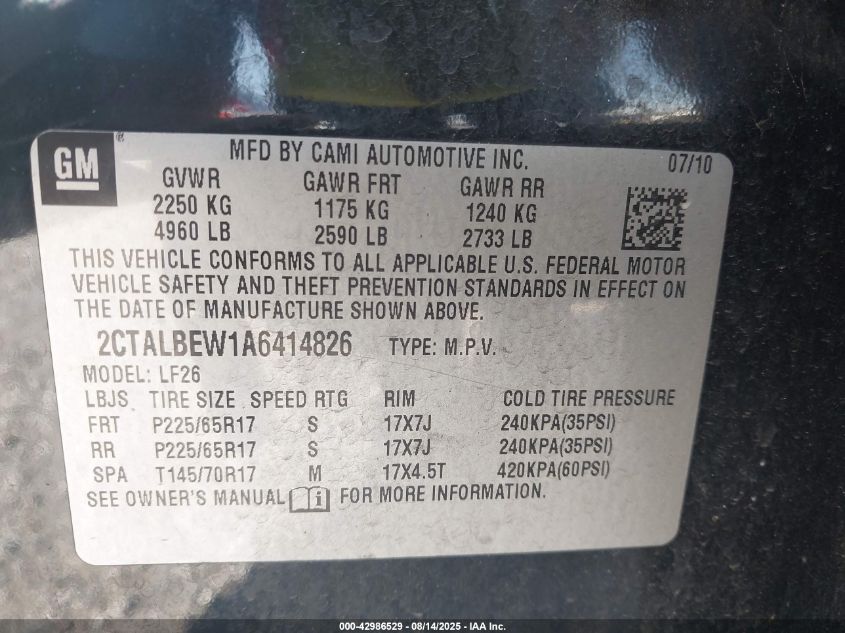 GM ®
MFD BY CAMI AUTOMOTIVE INC. 07/10
GVWR GAWR FRT GAWR RR
2250 KG 1175 KG 1240 KG
4960 LB 2590 LB 2733 LB
THIS VEHICLE CONFORMS TO ALL APPLICABLE U.S. FEDERAL MOTOR
VEHICLE SAFETY AND THEFT PREVENTION STANDARDS IN EFFECT ON
THE DATE OF MANUFACTURE SHOWN ABOVE.
2CTALBEW1A6414826 TYPE: M.P.V.
MODEL: LF26
LBJS TIRE SIZE SPEED RTG RIM COLD TIRE PRESSURE
FRT P225/65R17 S 17X7J 240KPA(35PSI)
RR P225/65R17 S 17X7J 240KPA(35PSI)
SPA T145/70R17 M 17X4.5T 420KPA(60PSI)
SEE OWNER'S MANUAL i FOR MORE INFORMATION.
000-42986529 - 08/14/2025 - IAA Inc.